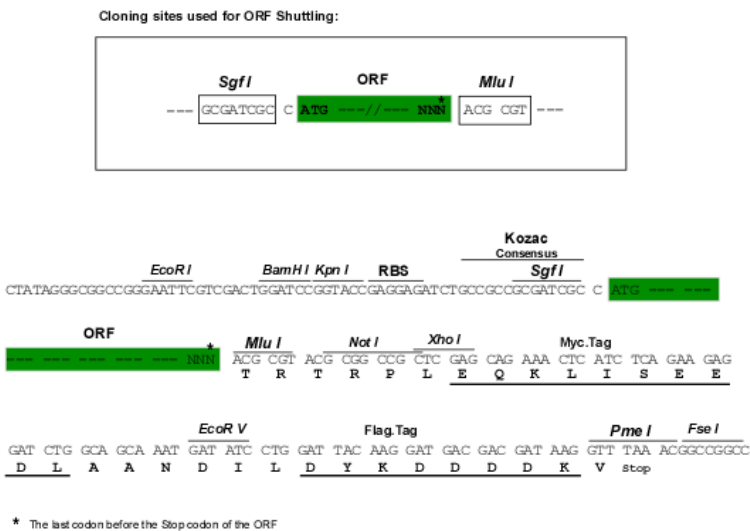 Cloning sites used for ORF Shuttling:
Sgf I ORF Mlu I
--- GCGATCGC C ATG ---//--- NNN* ACG CGT ---
Kozac
Consensus
EcoR I BamH I Kpn I RBS Sgf I
CTATAGGGCGGCCGGGAATTCGTCGACTGGATCCGGTACCGAGGAGATCTGCCGCCGCGATCGC C ATG --- ---
ORF
* Mlu I Not I Xho I Myc.Tag
--- --- --- --- --- --- NNN ACG CGT ACG CGG CCG CTC GAG CAG AAA CTC ATC TCA GAA GAG
T R T R P L E Q K L I S E E
EcoR V Flag.Tag Pme I Fse I
GAT CTG GCA GCA AAT GAT ATC CTG GAT TAC AAG GAT GAC GAC GAT AAG GTT TAA ACGGCCGGCC
D L A A N D I L D Y K D D D D K V Stop
* The last codon before the Stop codon of the ORF